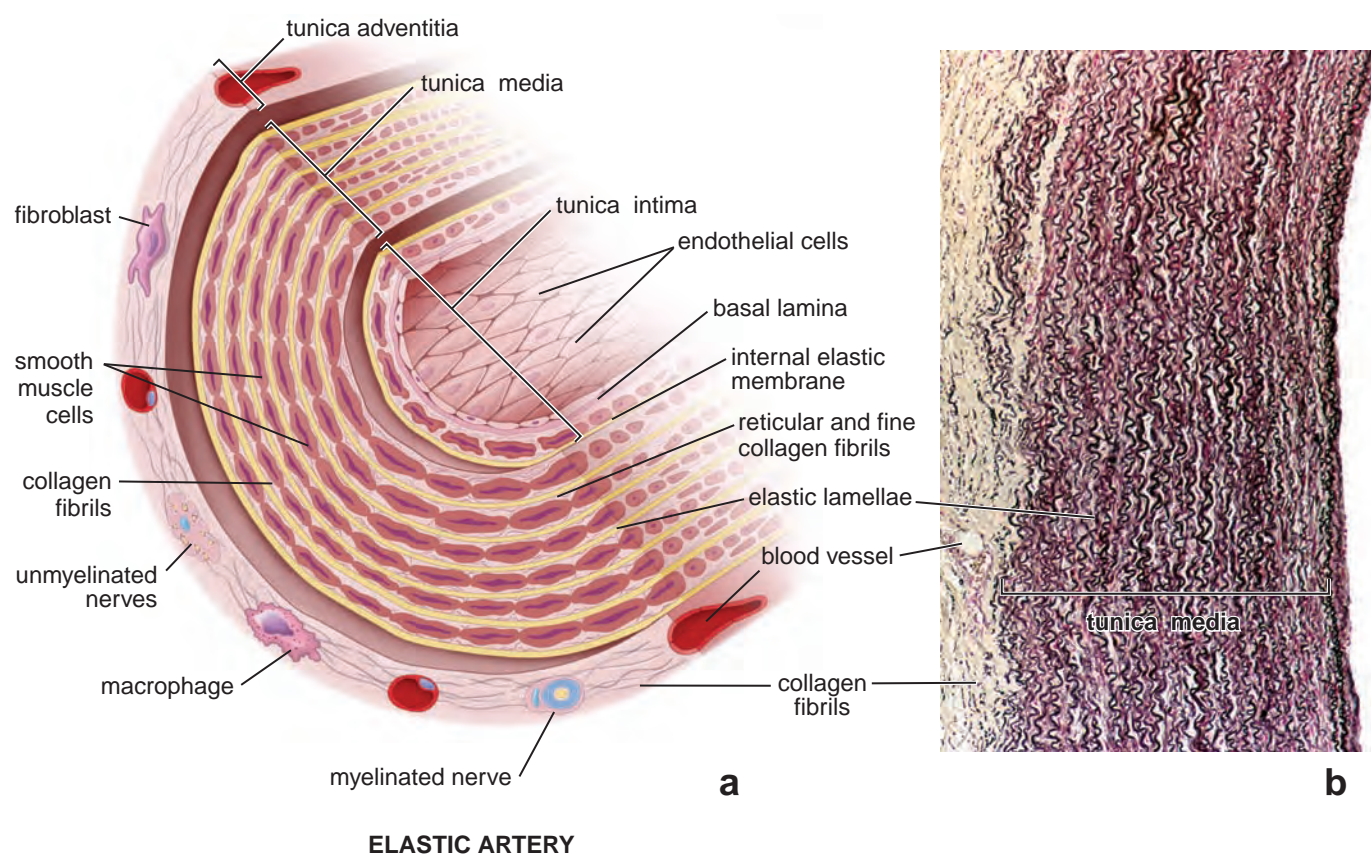 tunica adventitia
tunica media
tunica intima
endothelial cells
fibroblast
basal lamina
internal elastic
membrane
smooth
muscle
cells
reticular and fine
collagen fibrils
collagen
fibrils
elastic lamellae
blood vessel
unmyelinated
nerves
tunica media
macrophage
collagen
fibrils
myelinated nerve
a
b
ELASTIC ARTERY